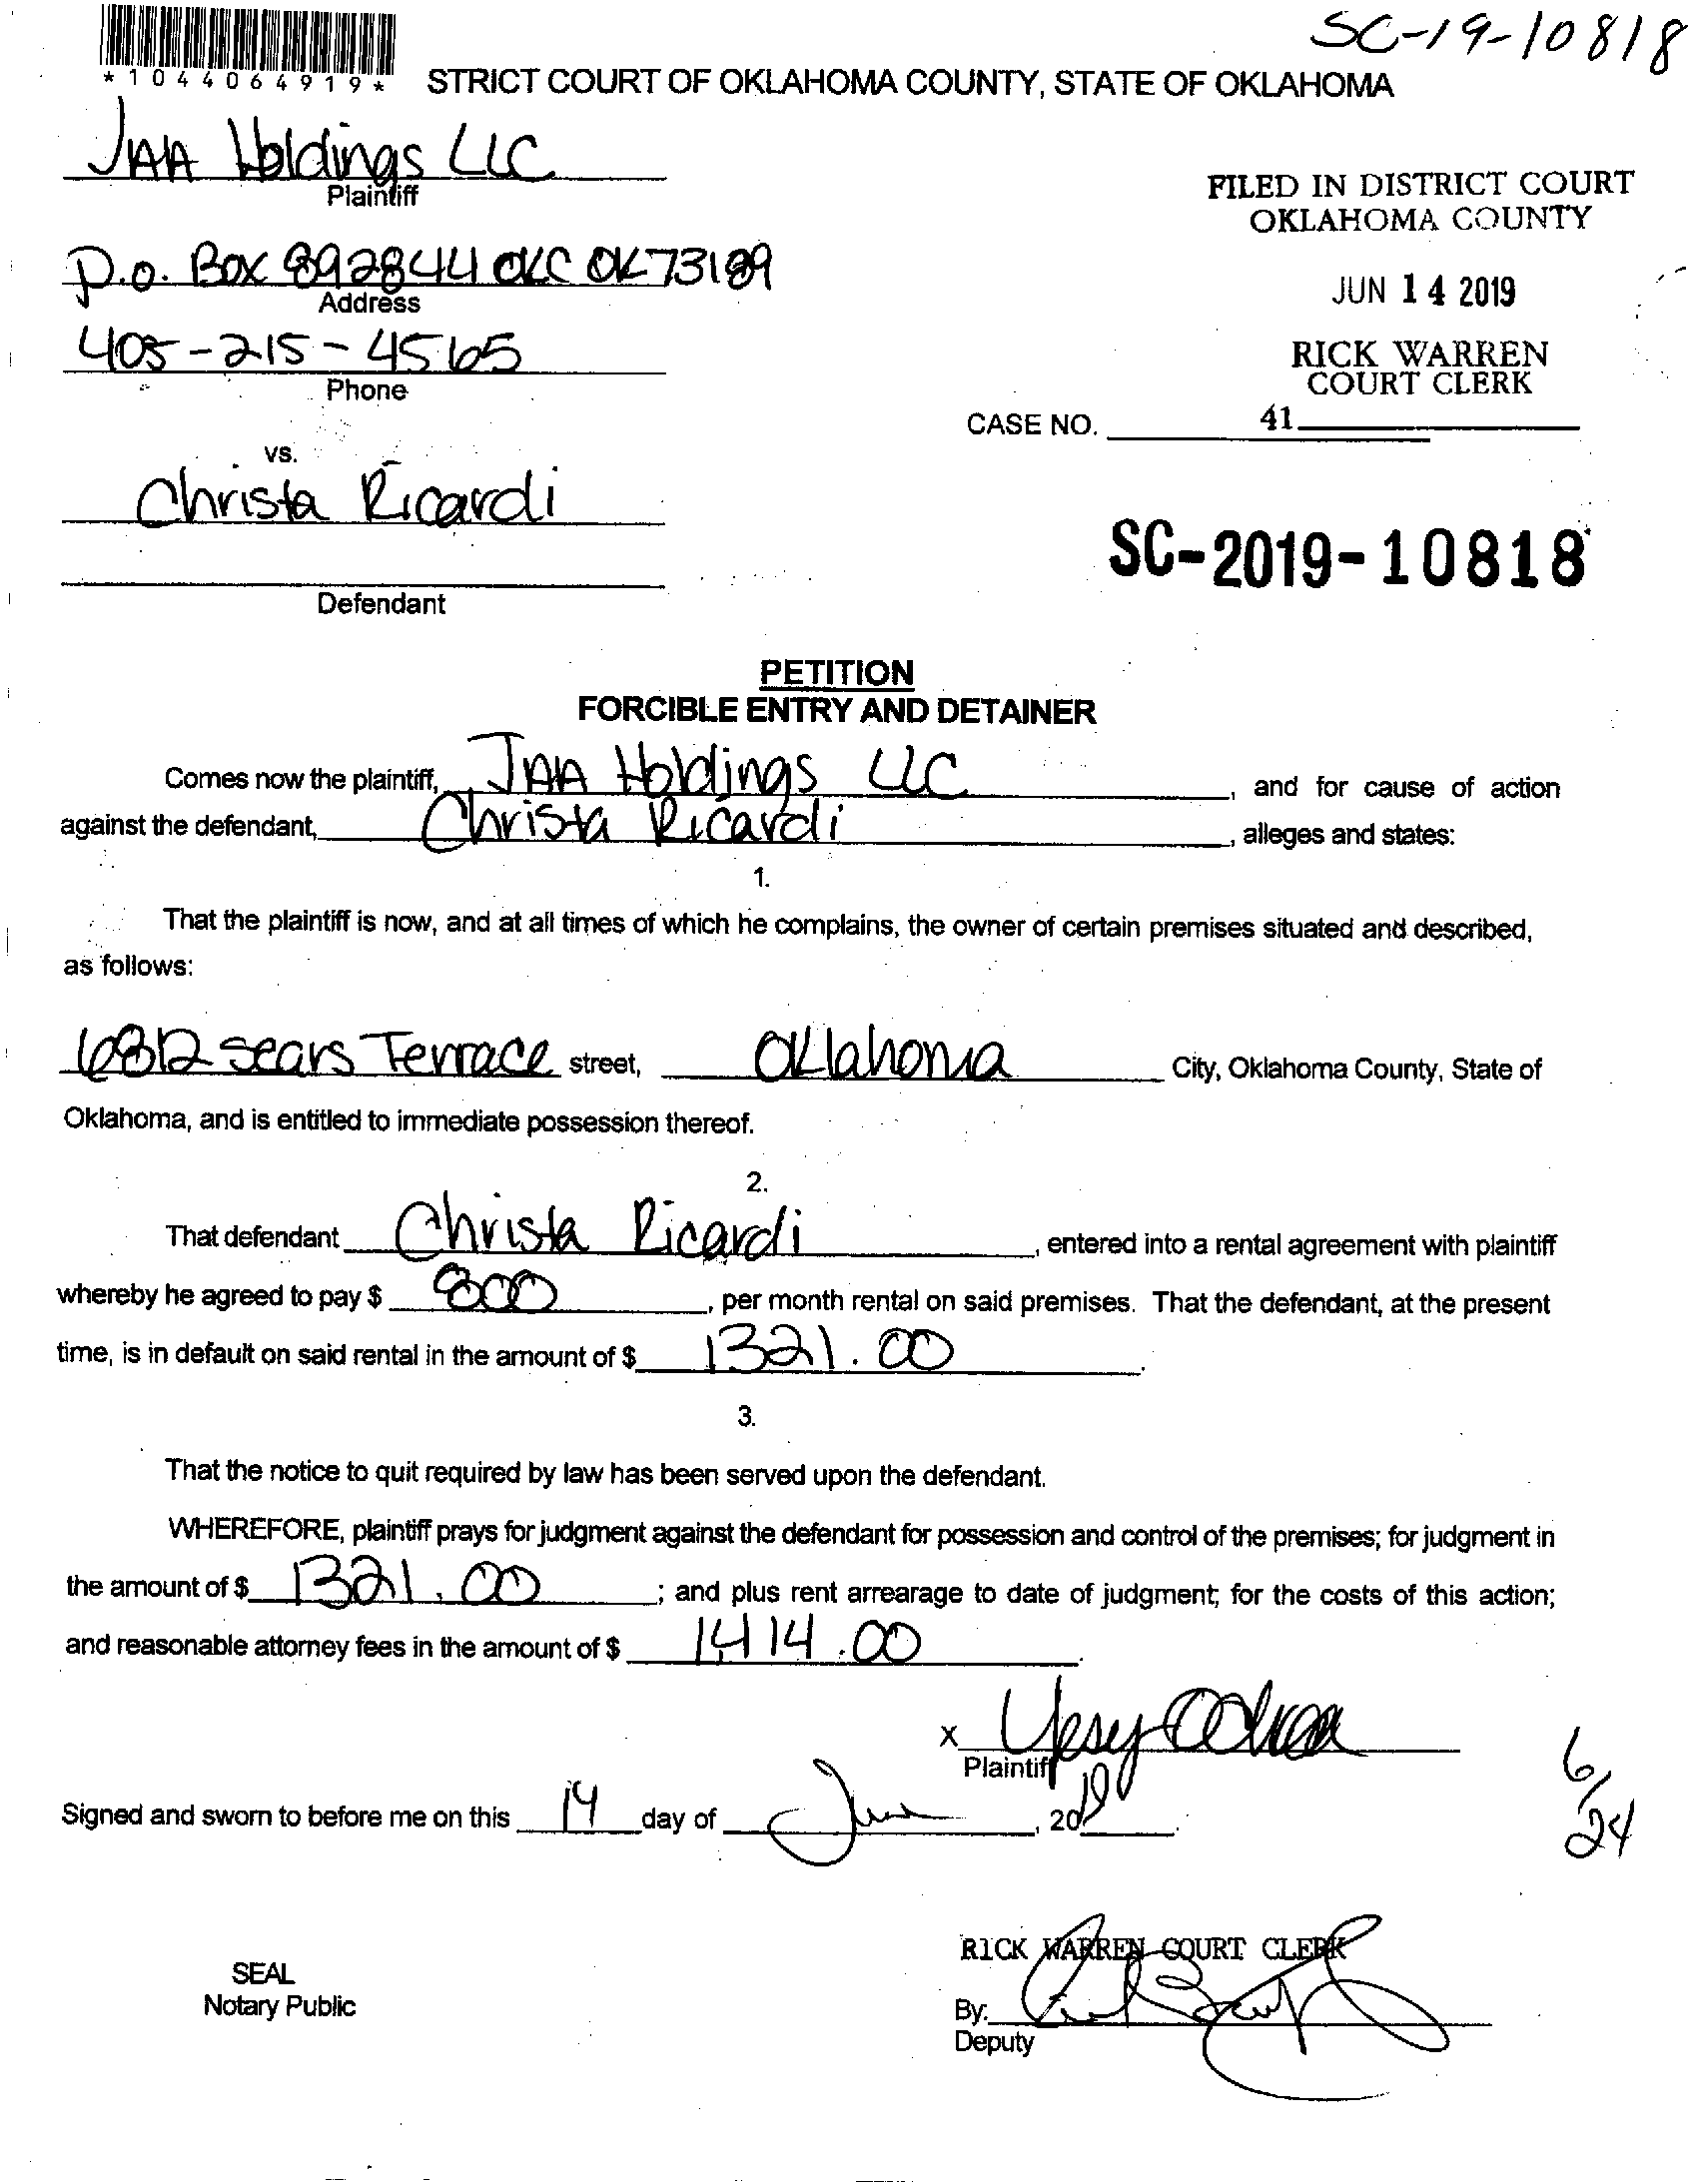 SC-19-10818
*1044064919*
STRICT COURT OF OKLAHOMA COUNTY, STATE OF OKLAHOMA
JAA Holdings LLC
Plaintiff
FILED IN DISTRICT COURT
OKLAHOMA COUNTY
P.O. Box 892844 OKC OK 73189
Address
JUN 14 2019
405-215-4565
Phone
RICK WARREN
COURT CLERK
CASE NO. 41
vs.
Christa Ricardi
SC-2019-10818
Defendant
PETITION
FORCIBLE ENTRY AND DETAINER
Comes now the plaintiff, JAA Holdings LLC, and for cause of action
against the defendant, Christa Ricardi, alleges and states:
1.
That the plaintiff is now, and at all times of which he complains, the owner of certain premises situated and described,
as follows:
6812 Sears Terrace street, Oklahoma City, Oklahoma County, State of
Oklahoma, and is entitled to immediate possession thereof.
2.
That defendant Christa Ricardi, entered into a rental agreement with plaintiff
whereby he agreed to pay $ 800, per month rental on said premises. That the defendant, at the present
time, is in default on said rental in the amount of $ 1321.00.
3.
That the notice to quit required by law has been served upon the defendant.
WHEREFORE, plaintiff prays for judgment against the defendant for possession and control of the premises; for judgment in
the amount of $ 1321.00; and plus rent arrearage to date of judgment; for the costs of this action;
and reasonable attorney fees in the amount of $ 1,414.00.
X
Plaintiff
6/24
Signed and sworn to before me on this 14 day of June, 2019.
RICK WARREN COURT CLERK
SEAL
Notary Public
By:
Deputy